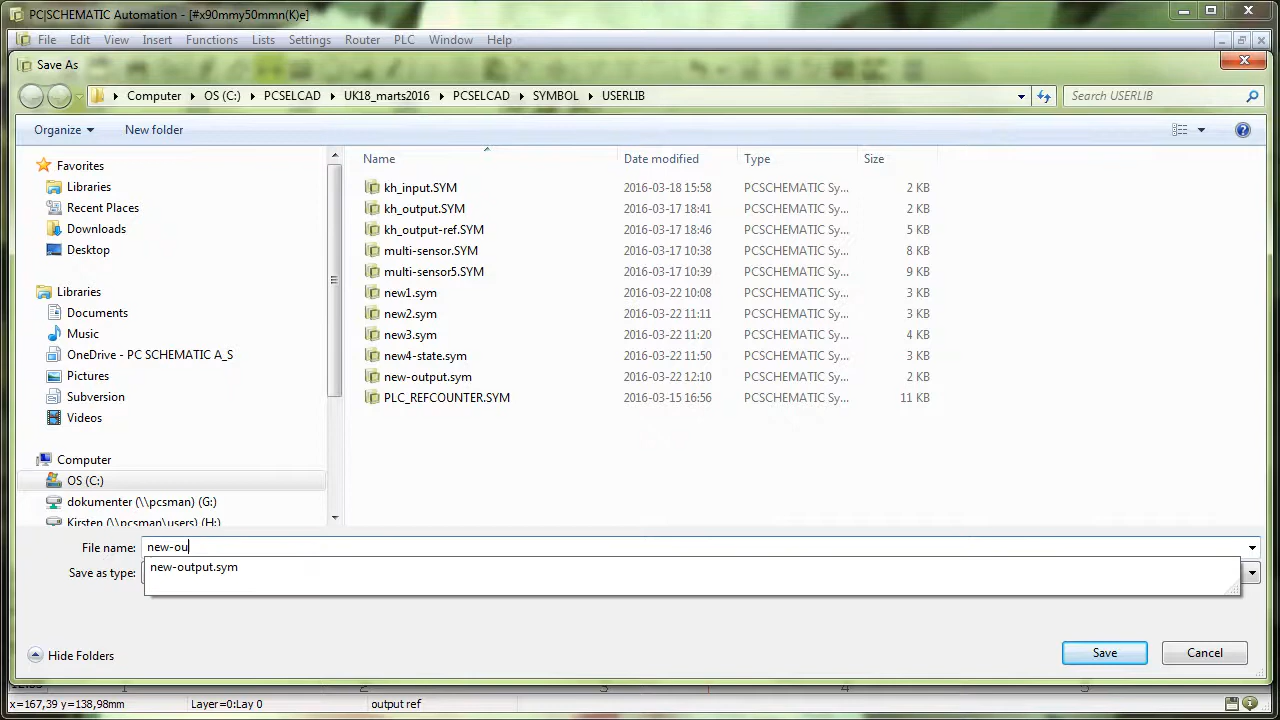 PC|SCHEMATIC Automation - [#x90mmy50mmn(K)e]
File Edit View Insert Functions Lists Settings Router PLC Window Help
Save As
Computer OS (C:) PCSELCAD UK18_marts2016 PCSELCAD SYMBOL USERLIB
Search USERLIB
Organize New folder
Favorites
Libraries
Recent Places
Downloads
Desktop
Libraries
Documents
Music
OneDrive - PC SCHEMATIC A_S
Pictures
Subversion
Videos
Computer
OS (C:)
dokumenter (\\pcsman) (G:)
Kirsten (\\pcsman\users) (H:)
Name Date modified Type Size
kh_input.SYM 2016-03-18 15:58 PCSCHEMATIC Sy... 2 KB
kh_output.SYM 2016-03-17 18:41 PCSCHEMATIC Sy... 2 KB
kh_output-ref.SYM 2016-03-17 18:46 PCSCHEMATIC Sy... 5 KB
multi-sensor.SYM 2016-03-17 10:38 PCSCHEMATIC Sy... 8 KB
multi-sensor5.SYM 2016-03-17 10:39 PCSCHEMATIC Sy... 9 KB
new1.sym 2016-03-22 10:08 PCSCHEMATIC Sy... 3 KB
new2.sym 2016-03-22 11:11 PCSCHEMATIC Sy... 3 KB
new3.sym 2016-03-22 11:20 PCSCHEMATIC Sy... 4 KB
new4-state.sym 2016-03-22 11:50 PCSCHEMATIC Sy... 3 KB
new-output.sym 2016-03-22 12:10 PCSCHEMATIC Sy... 2 KB
PLC_REFCOUNTER.SYM 2016-03-15 16:56 PCSCHEMATIC Sy... 11 KB
File name: new-ou
new-output.sym
Save as type:
Hide Folders
Save Cancel
1 2 3 4 5
x=167,39 y=138,98mm Layer=0:Lay 0 output ref